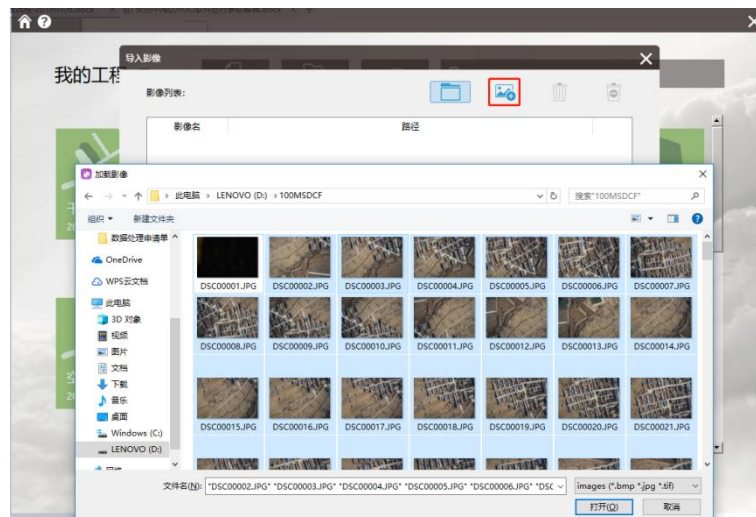 我的工程
导入影像
影像列表:
影像名 路径
加载影像
此电脑 › LENOVO (D:) › 100MSDCF
搜索"100MSDCF"
组织 新建文件夹
数据处理申请单
OneDrive
WPS云文档
此电脑
3D 对象
视频
图片
文档
下载
音乐
桌面
Windows (C:)
LENOVO (D:)
DSC00001.JPG DSC00002.JPG DSC00003.JPG DSC00004.JPG DSC00005.JPG DSC00006.JPG DSC00007.JPG
DSC00008.JPG DSC00009.JPG DSC00010.JPG DSC00011.JPG DSC00012.JPG DSC00013.JPG DSC00014.JPG
DSC00015.JPG DSC00016.JPG DSC00017.JPG DSC00018.JPG DSC00019.JPG DSC00020.JPG DSC00021.JPG
文件名(N): "DSC00002.JPG" "DSC00003.JPG" "DSC00004.JPG" "DSC00005.JPG" "DSC00006.JPG" "DSC
images (*.bmp *.jpg *.tif)
打开(O) 取消